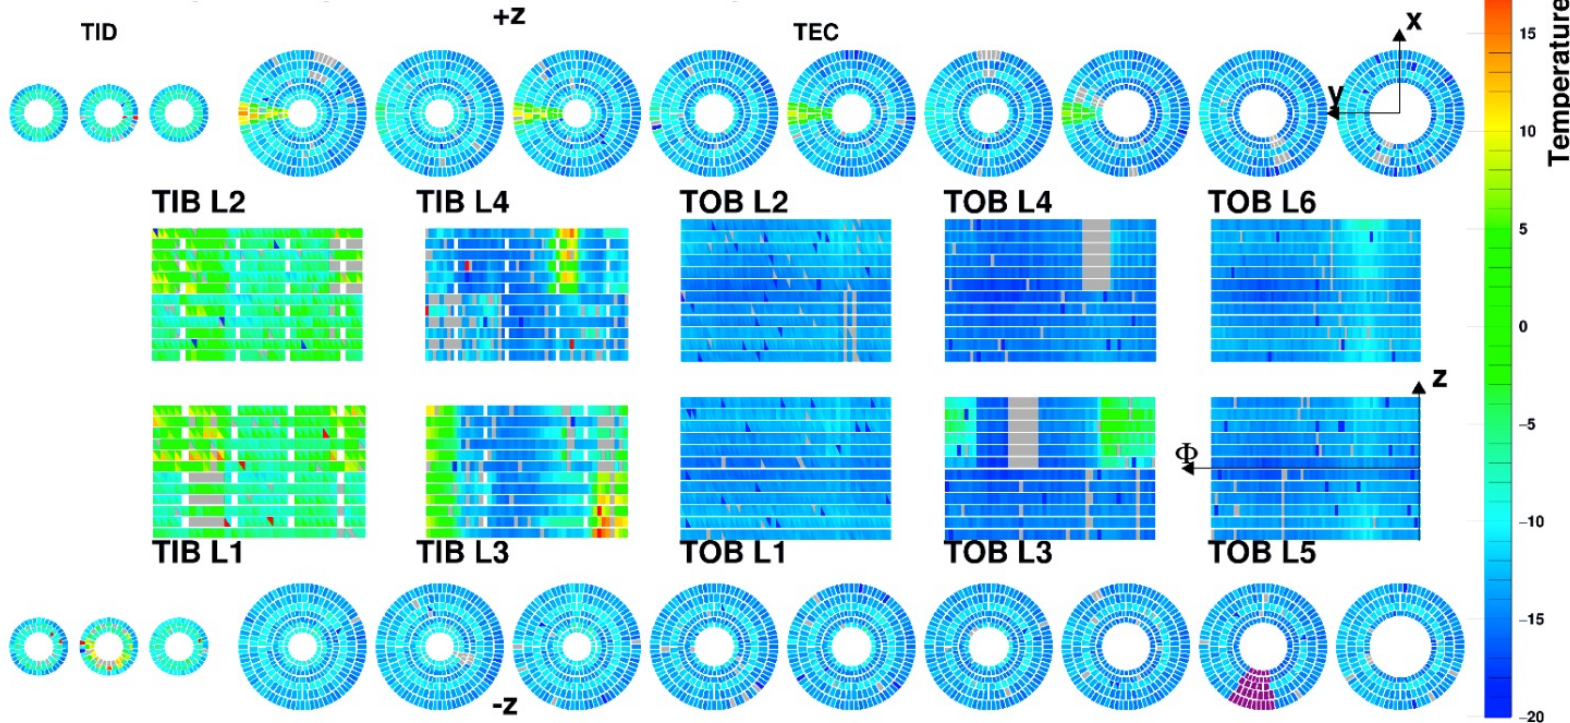 +z
TID
TEC
x
y
TIB L2
TIB L4
TOB L2
TOB L4
TOB L6
z
Φ
TIB L1
TIB L3
TOB L1
TOB L3
TOB L5
-z
Temperature
15
10
5
0
−5
−10
−15
−20